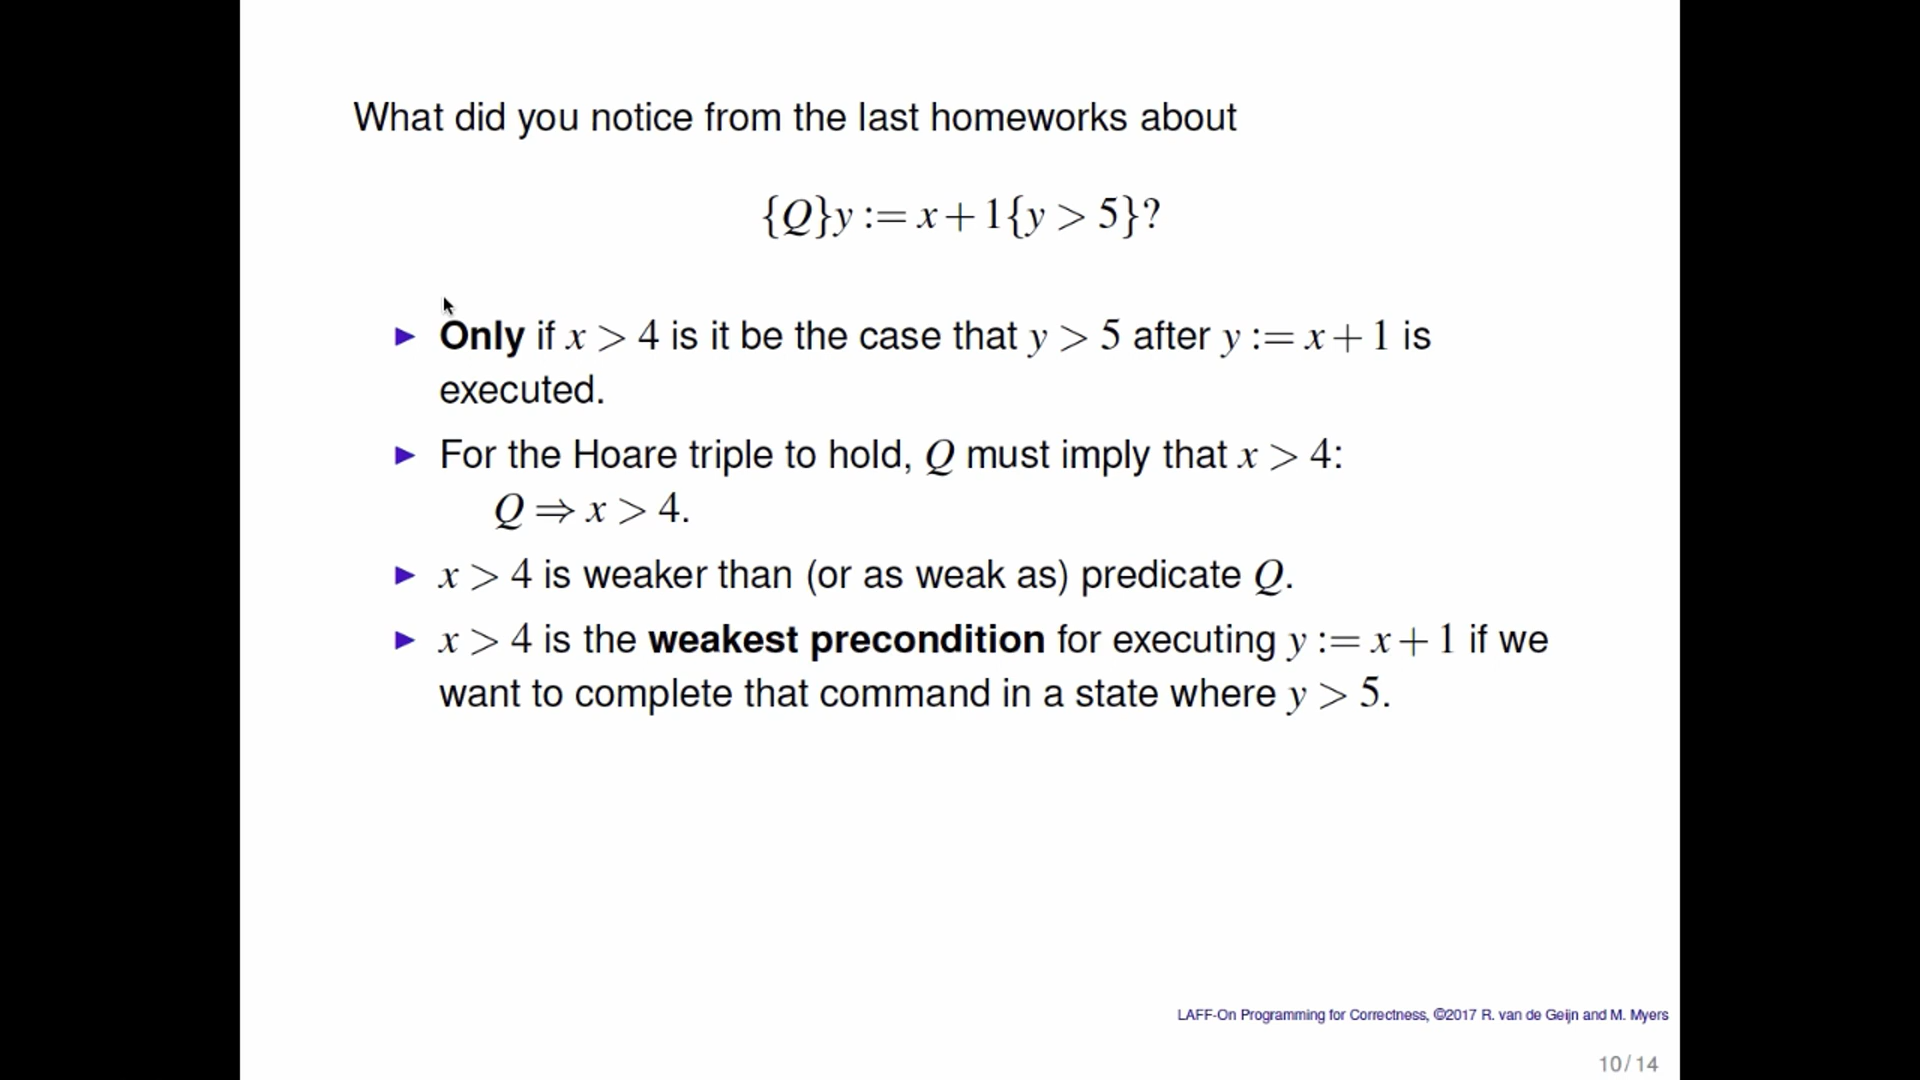 What did you notice from the last homeworks about
{Q}y := x+1{y > 5}?
▶ Only if x > 4 is it be the case that y > 5 after y := x+1 is
executed.
▶ For the Hoare triple to hold, Q must imply that x > 4:
Q ⇒ x > 4.
▶ x > 4 is weaker than (or as weak as) predicate Q.
▶ x > 4 is the weakest precondition for executing y := x+1 if we
want to complete that command in a state where y > 5.
LAFF-On Programming for Correctness, ©2017 R. van de Geijn and M. Myers
10/14